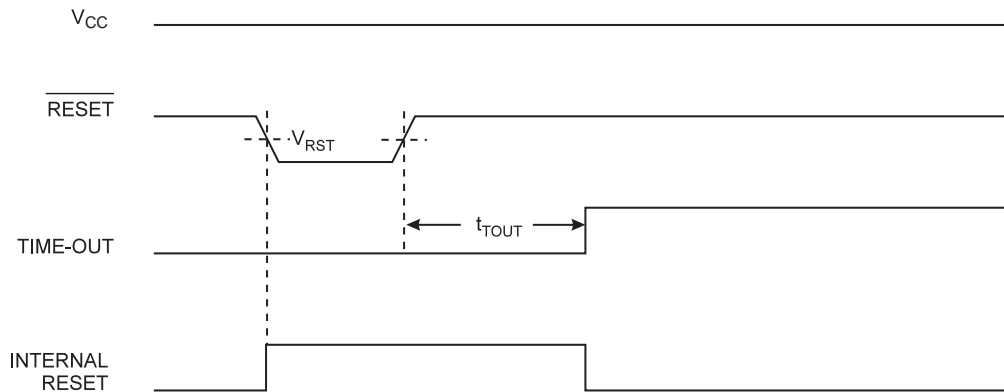 VCC
RESET
VRST
tTOUT
TIME-OUT
INTERNAL
RESET